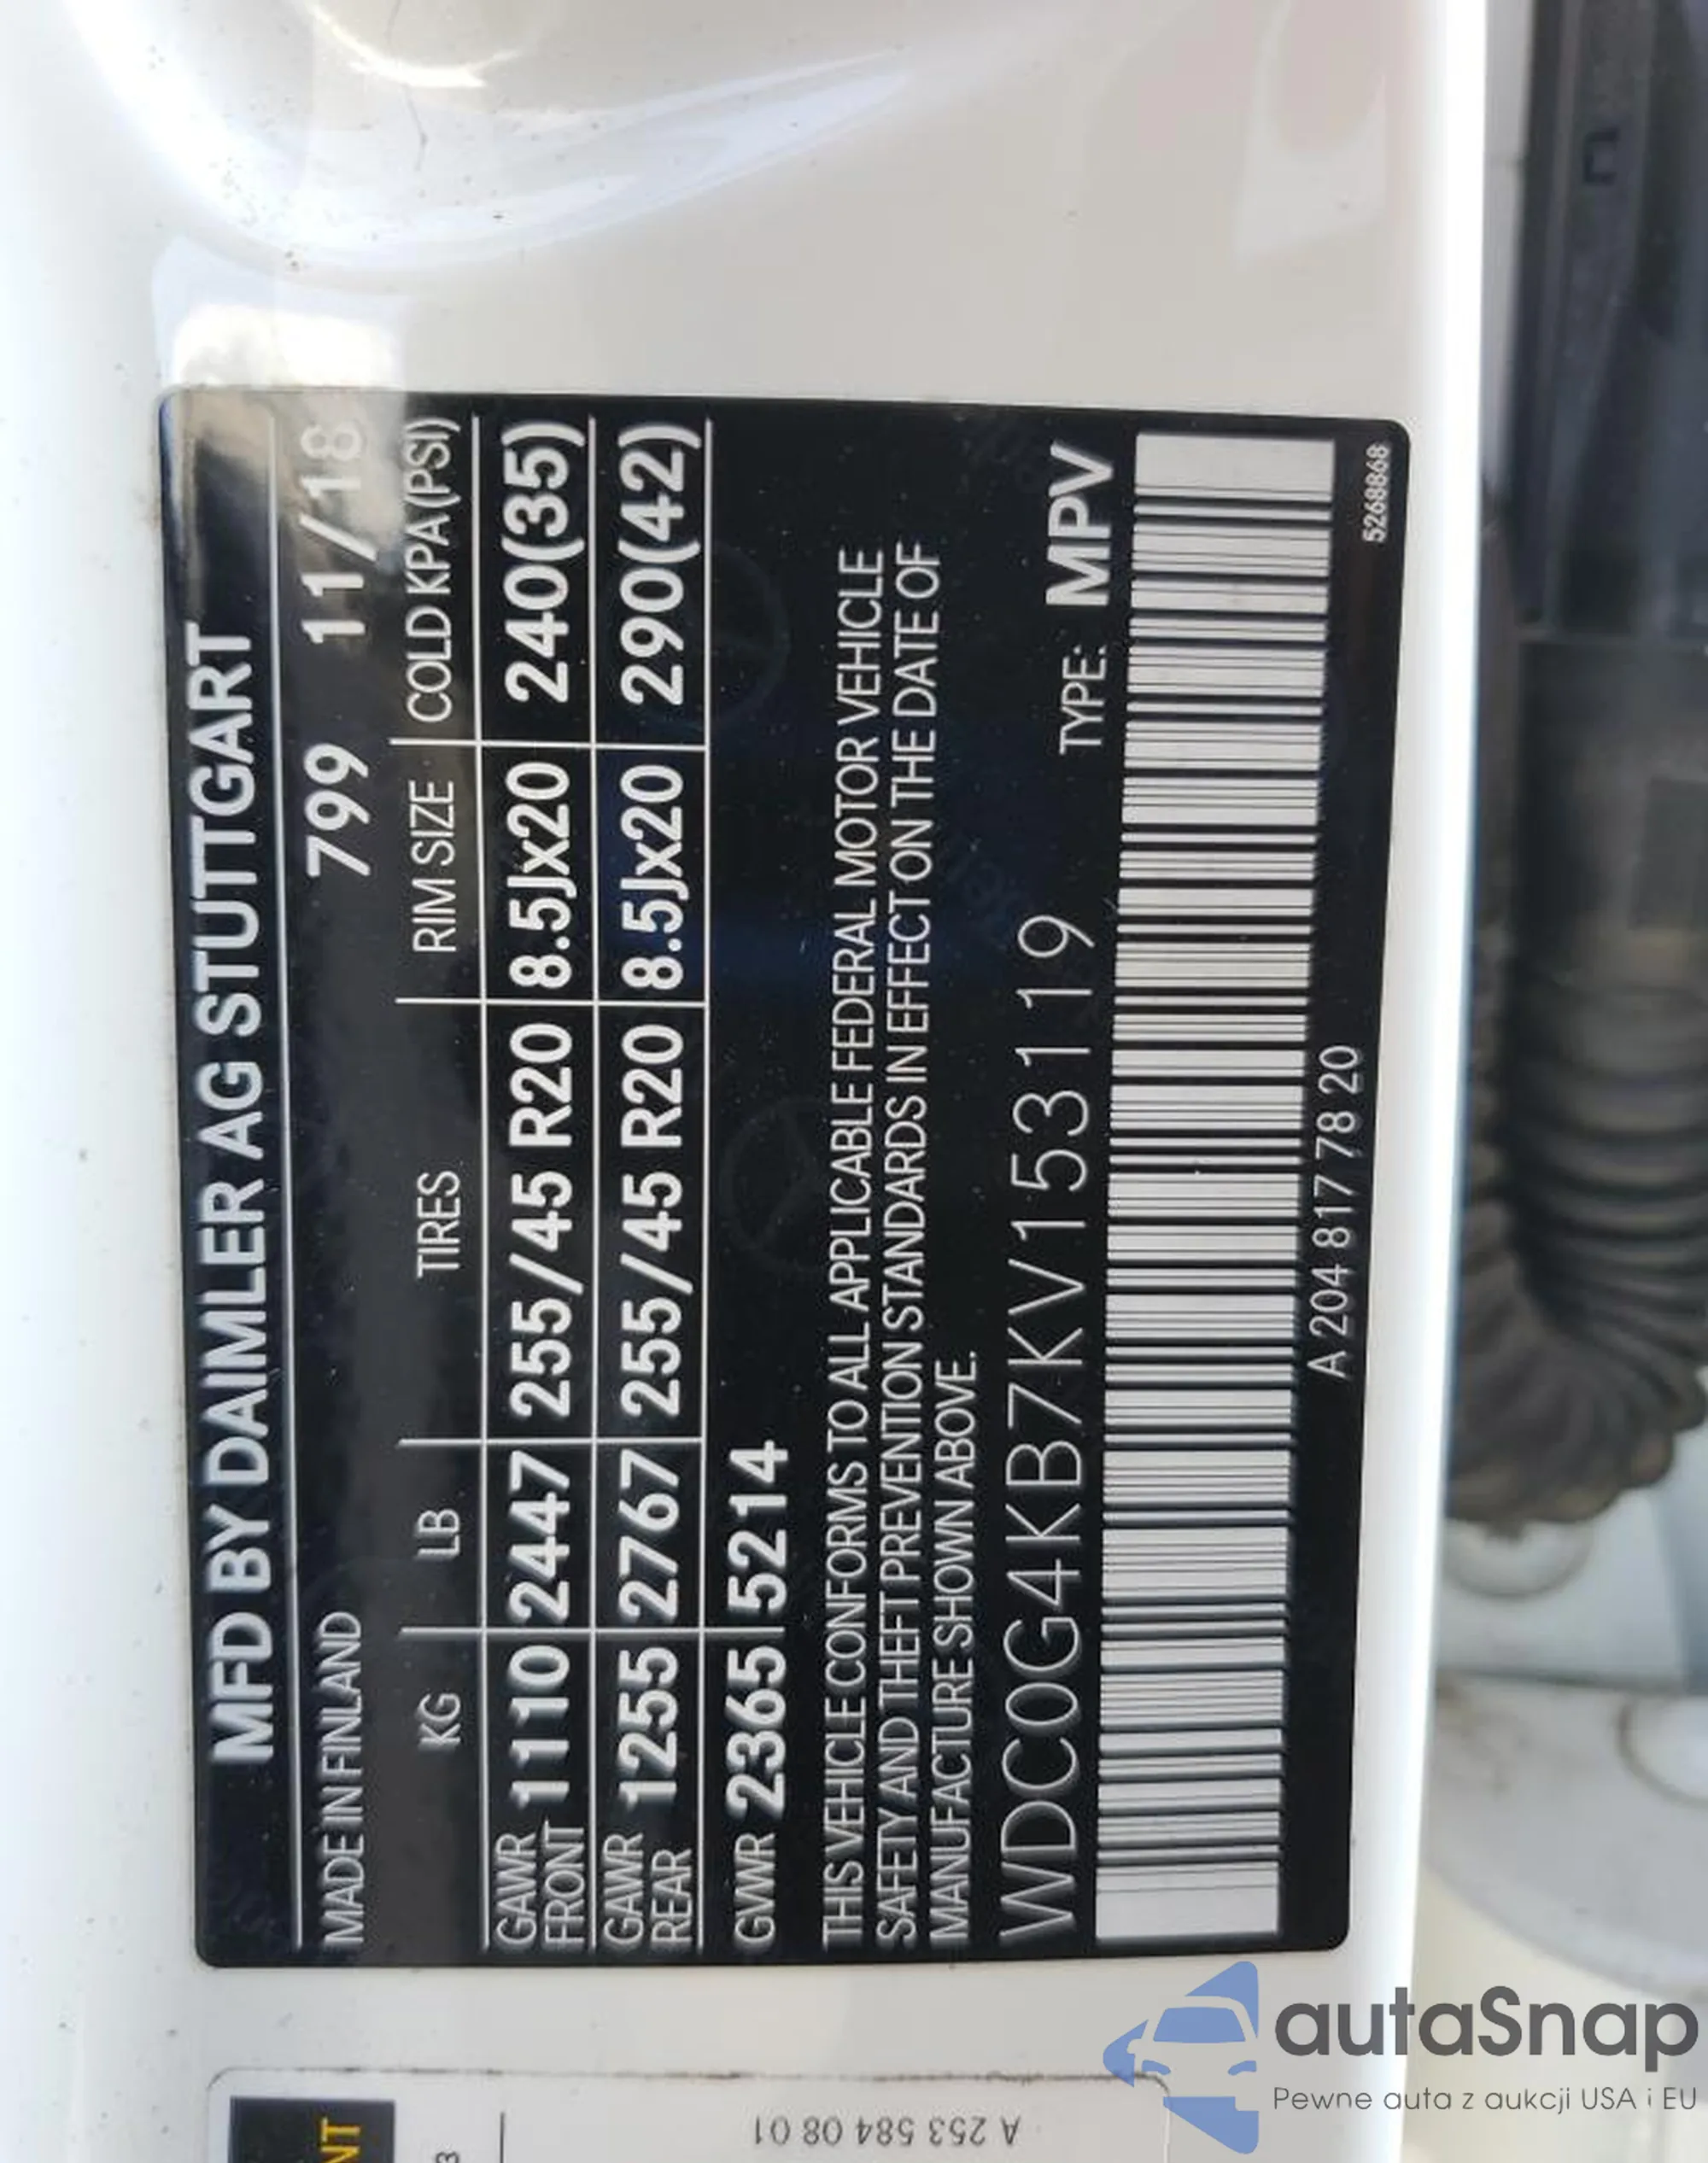 MFD BY DAIMLER AG STUTTGART
MADE IN FINLAND 799 11/18
KG LB TIRES RIM SIZE COLD KPA (PSI)
GAWR FRONT 1110 2447 255/45 R20 8.5Jx20 240(35)
GAWR REAR 1255 2767 255/45 R20 8.5Jx20 290(42)
GVWR 2365 5214
THIS VEHICLE CONFORMS TO ALL APPLICABLE FEDERAL MOTOR VEHICLE
SAFETY AND THEFT PREVENTION STANDARDS IN EFFECT ON THE DATE OF
MANUFACTURE SHOWN ABOVE.
WDC0G4KB7KV153119 TYPE: MPV
A 204 817 78 20
5268868
A 253 584 08 01
autaSnap
Pewne auta z aukcji USA i EU